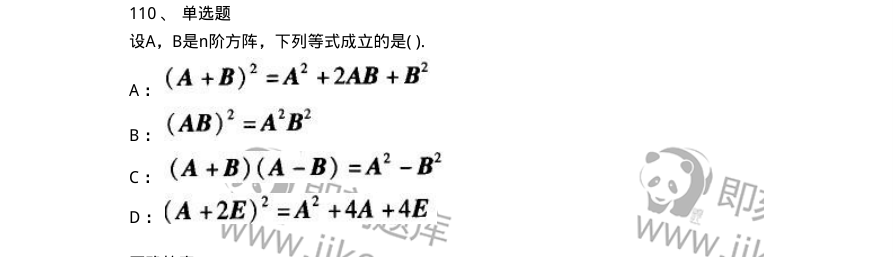 110 、 单选题
设A，B是n阶方阵，下列等式成立的是( ).
A： (A+B)²=A²+2AB+B²
B： (AB)²=A²B²
C： (A+B)(A−B)=A²−B²
D：(A+2E)²=A²+4A+4E